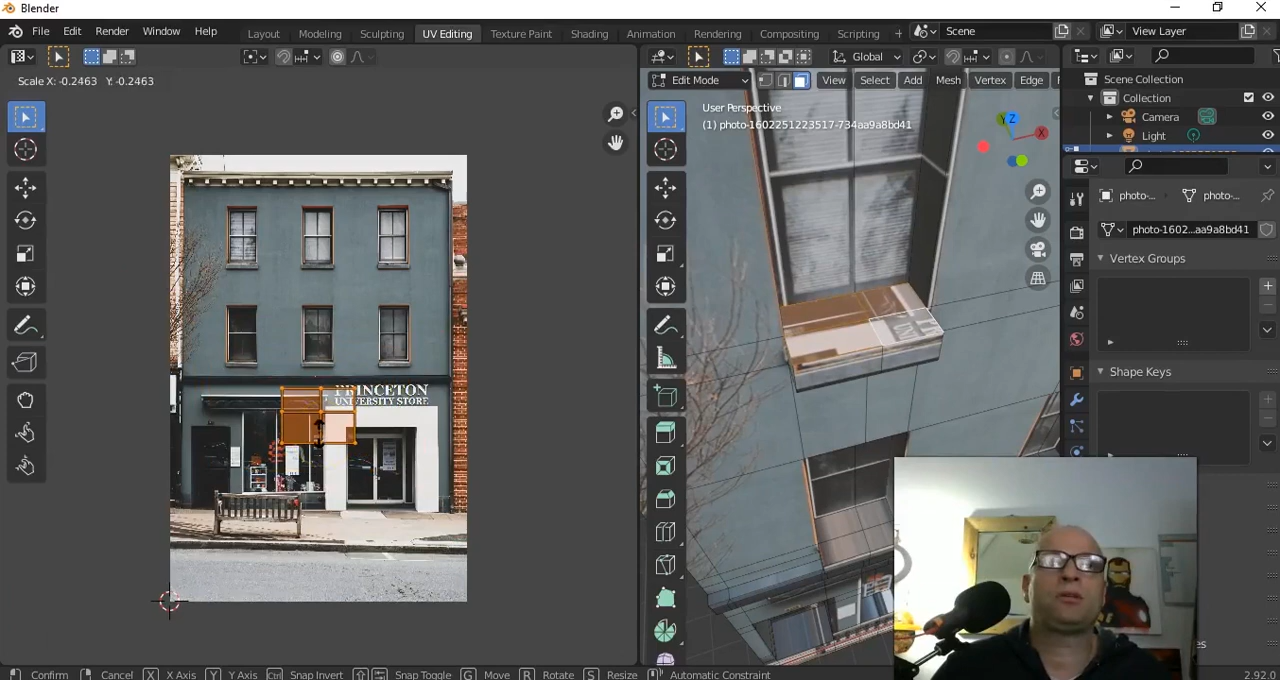 Blender
File Edit Render Window Help
Layout Modeling Sculpting UV Editing Texture Paint Shading Animation Rendering Compositing Scripting +
Scene
View Layer
Global
Scale X: -0.2463 Y: -0.2463
Edit Mode
View Select Add Mesh Vertex Edge
User Perspective
(1) photo-1602251223517-734aa9a8bd41
Y Z X
Scene Collection
Collection
Camera
Light
photo-... photo-...
photo-1602...aa9a8bd41
Vertex Groups
Shape Keys
PRINCETON
UNIVERSITY STORE
Confirm Cancel X X Axis Y Y Axis Ctrl Snap Invert Snap Toggle G Move R Rotate S Resize Automatic Constraint
2.92.0